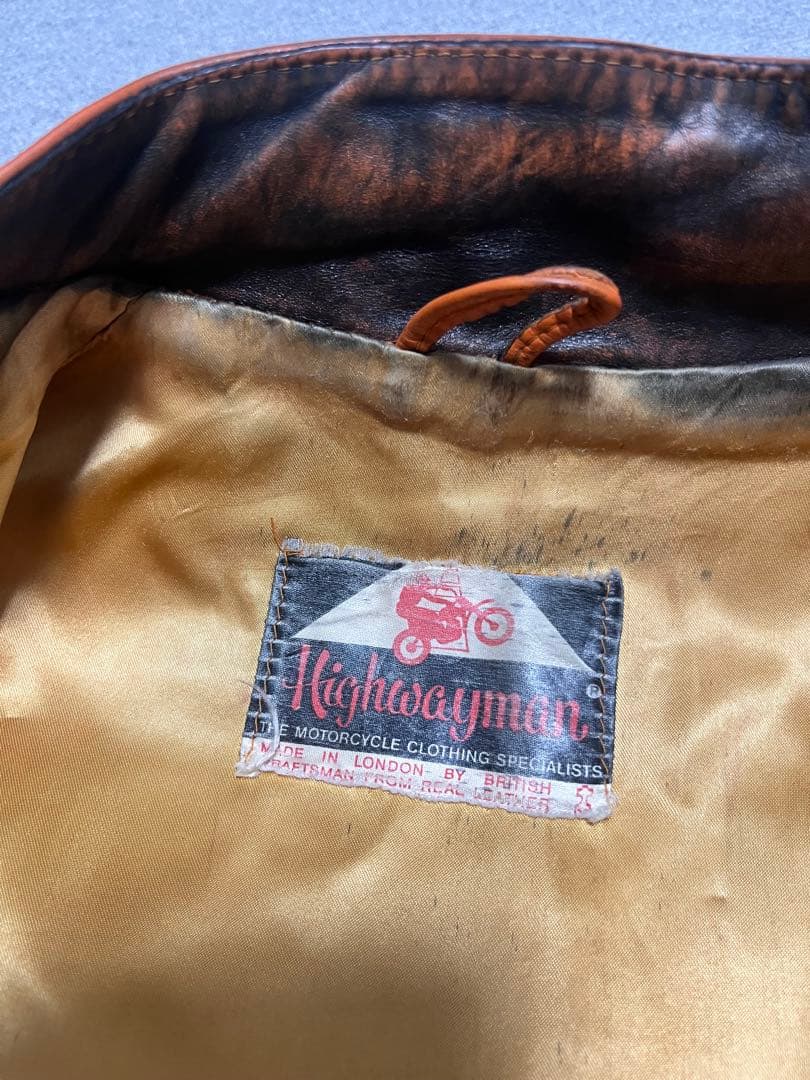 Highwayman ®
THE MOTORCYCLE CLOTHING SPECIALISTS
MADE IN LONDON BY BRITISH
CRAFTSMAN FROM REAL LEATHER